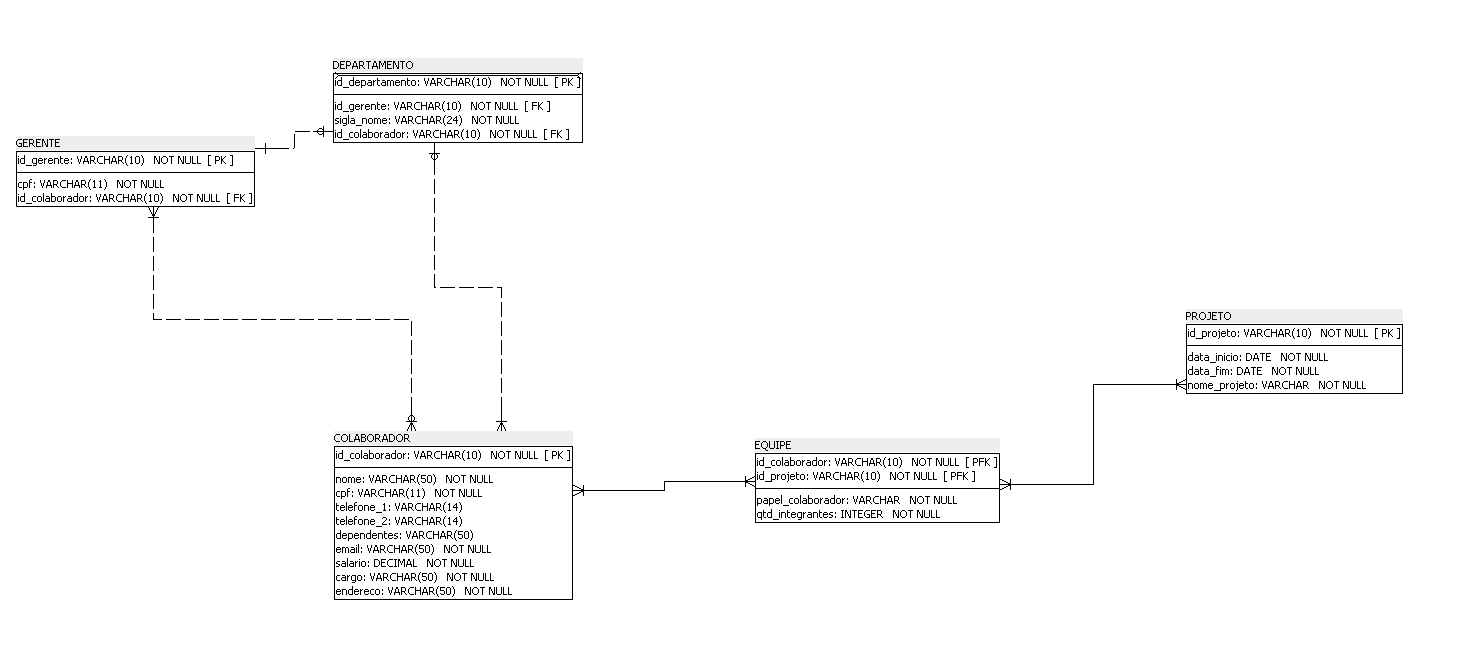 DEPARTAMENTO
id_departamento: VARCHAR(10) NOT NULL [ PK ]
id_gerente: VARCHAR(10) NOT NULL [ FK ]
sigla_nome: VARCHAR(24) NOT NULL
id_colaborador: VARCHAR(10) NOT NULL [ FK ]
GERENTE
id_gerente: VARCHAR(10) NOT NULL [ PK ]
cpf: VARCHAR(11) NOT NULL
id_colaborador: VARCHAR(10) NOT NULL [ FK ]
PROJETO
id_projeto: VARCHAR(10) NOT NULL [ PK ]
data_inicio: DATE NOT NULL
data_fim: DATE NOT NULL
nome_projeto: VARCHAR NOT NULL
COLABORADOR
id_colaborador: VARCHAR(10) NOT NULL [ PK ]
nome: VARCHAR(50) NOT NULL
cpf: VARCHAR(11) NOT NULL
telefone_1: VARCHAR(14)
telefone_2: VARCHAR(14)
dependentes: VARCHAR(50)
email: VARCHAR(50) NOT NULL
salario: DECIMAL NOT NULL
cargo: VARCHAR(50) NOT NULL
endereco: VARCHAR(50) NOT NULL
EQUIPE
id_colaborador: VARCHAR(10) NOT NULL [ PFK ]
id_projeto: VARCHAR(10) NOT NULL [ PFK ]
papel_colaborador: VARCHAR NOT NULL
qtd_integrantes: INTEGER NOT NULL